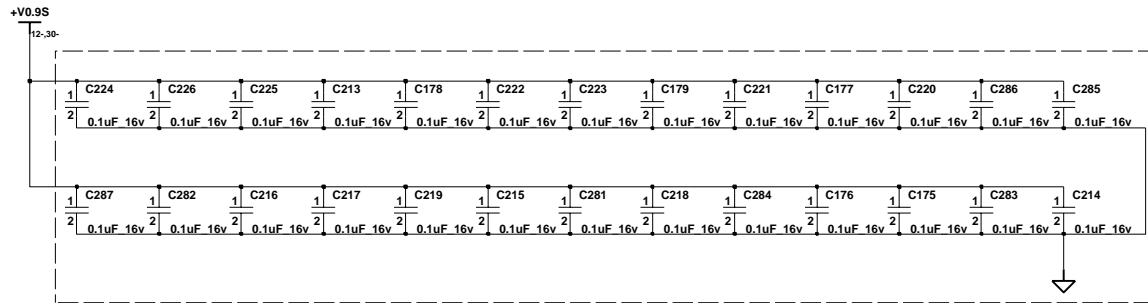 +V0.9S
12-,30-
C224 C226 C225 C213 C178 C222 C223 C179 C221 C177 C220 C286 C285
1 1 1 1 1 1 1 1 1 1 1 1 1
2 2 2 2 2 2 2 2 2 2 2 2 2
0.1uF_16v 0.1uF_16v 0.1uF_16v 0.1uF_16v 0.1uF_16v 0.1uF_16v 0.1uF_16v 0.1uF_16v 0.1uF_16v 0.1uF_16v 0.1uF_16v 0.1uF_16v 0.1uF_16v
C287 C282 C216 C217 C219 C215 C281 C218 C284 C176 C175 C283 C214
1 1 1 1 1 1 1 1 1 1 1 1 1
2 2 2 2 2 2 2 2 2 2 2 2 2
0.1uF_16v 0.1uF_16v 0.1uF_16v 0.1uF_16v 0.1uF_16v 0.1uF_16v 0.1uF_16v 0.1uF_16v 0.1uF_16v 0.1uF_16v 0.1uF_16v 0.1uF_16v 0.1uF_16v